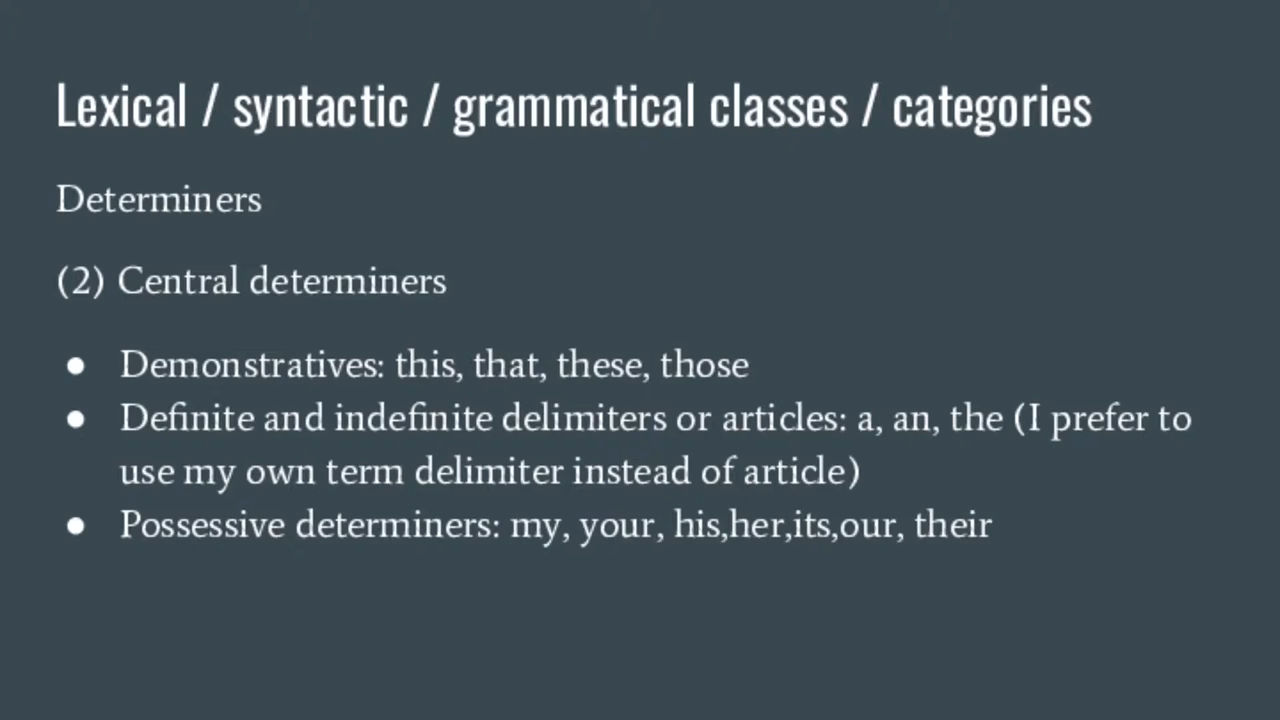 Lexical / syntactic / grammatical classes / categories
Determiners
(2) Central determiners
● Demonstratives: this, that, these, those
● Definite and indefinite delimiters or articles: a, an, the (I prefer to
use my own term delimiter instead of article)
● Possessive determiners: my, your, his,her,its,our, their